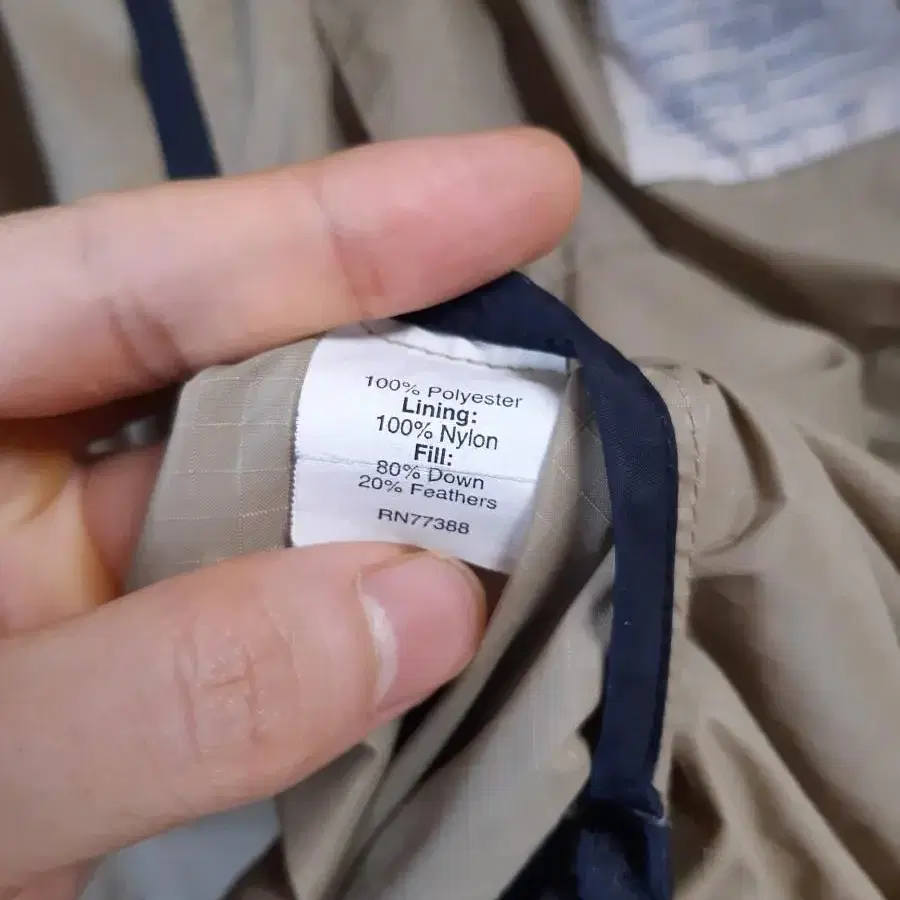 100% Polyester
Lining:
100% Nylon
Fill:
80% Down
20% Feathers
RN77388